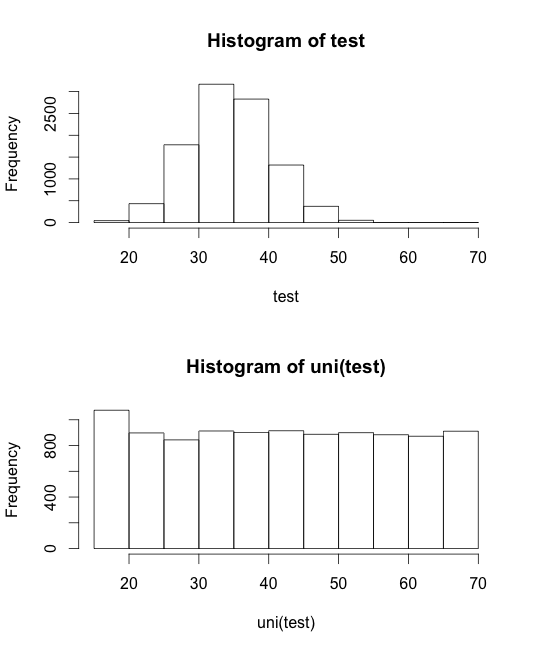 Histogram of test
Frequency
2500
1000
0
20 30 40 50 60 70
test
Histogram of uni(test)
Frequency
800
400
0
20 30 40 50 60 70
uni(test)